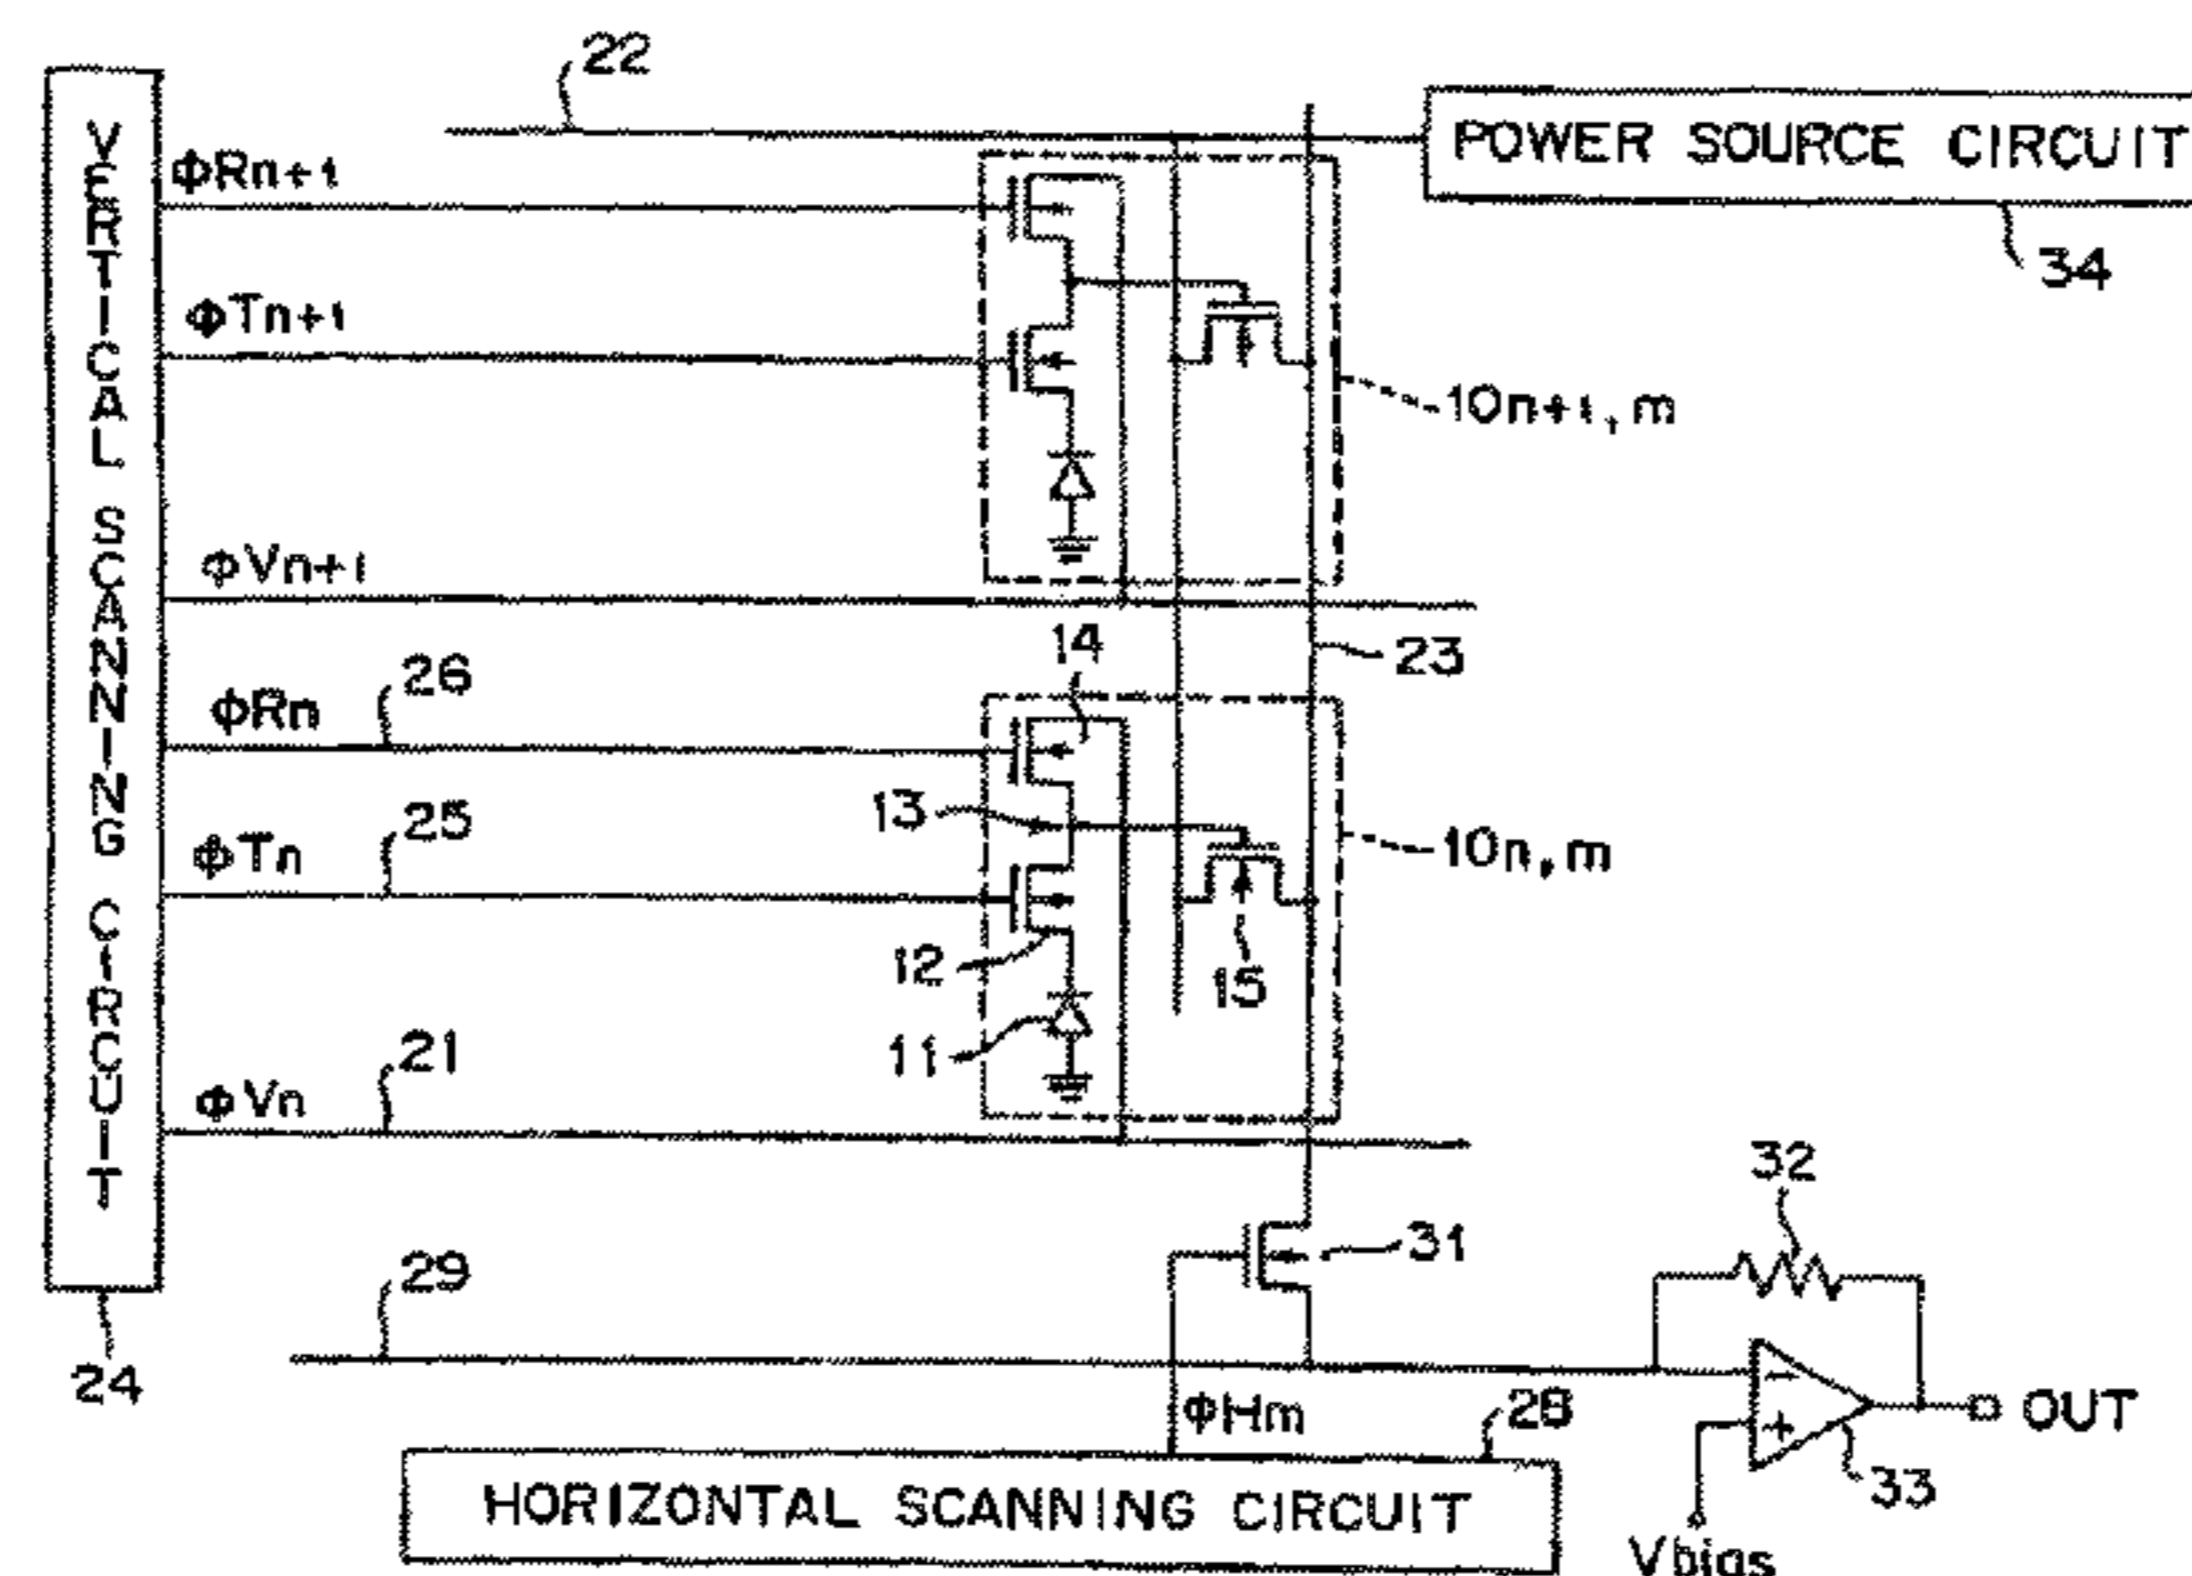 22
VERTICAL SCANNING CIRCUIT
POWER SOURCE CIRCUIT
ΦRn+1
34
ΦTn+1
10n+1, m
ΦVn+1
14
23
26
ΦRn
13
25
ΦTn
10n, m
12
15
11
21
ΦVn
32
31
29
24
ΦHm
28
OUT
33
HORIZONTAL SCANNING CIRCUIT
Vbias